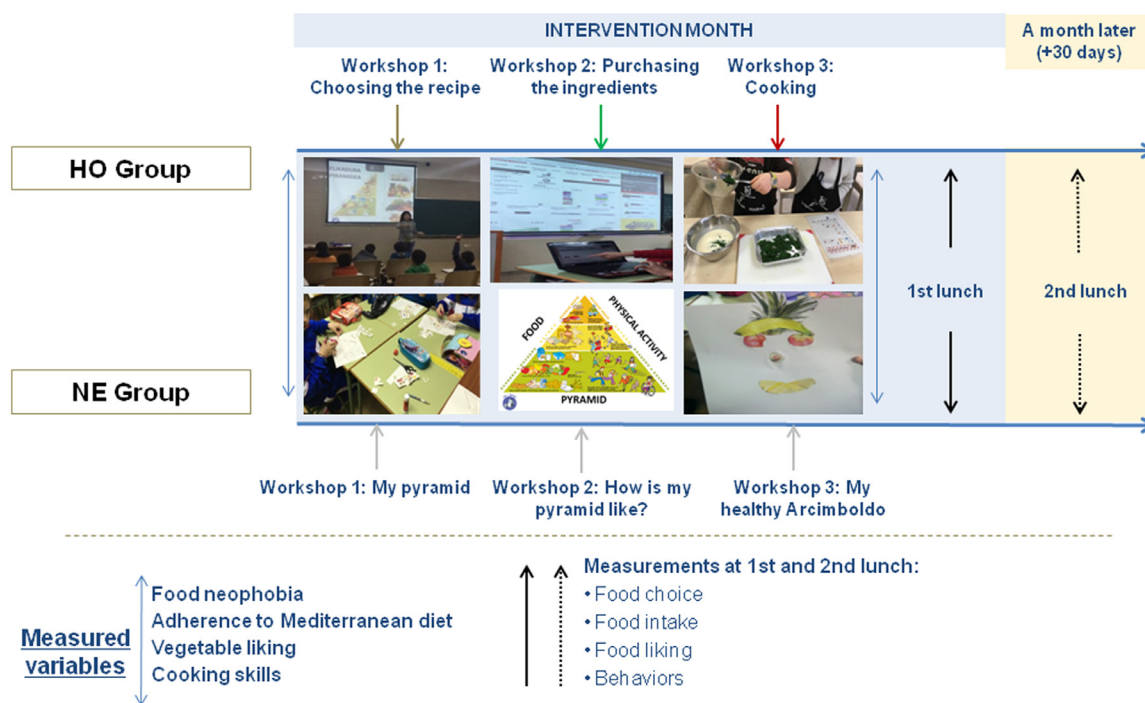 INTERVENTION MONTH
A month later
(+30 days)
Workshop 1:
Choosing the recipe
Workshop 2: Purchasing
the ingredients
Workshop 3:
Cooking
HO Group
NE Group
ELIKADURA
PIRAMIDEA
FOOD
PHYSICAL ACTIVITY
PYRAMID
1st lunch
2nd lunch
Workshop 1: My pyramid
Workshop 2: How is my
pyramid like?
Workshop 3: My
healthy Arcimboldo
Measured
variables
Food neophobia
Adherence to Mediterranean diet
Vegetable liking
Cooking skills
Measurements at 1st and 2nd lunch:
• Food choice
• Food intake
• Food liking
• Behaviors